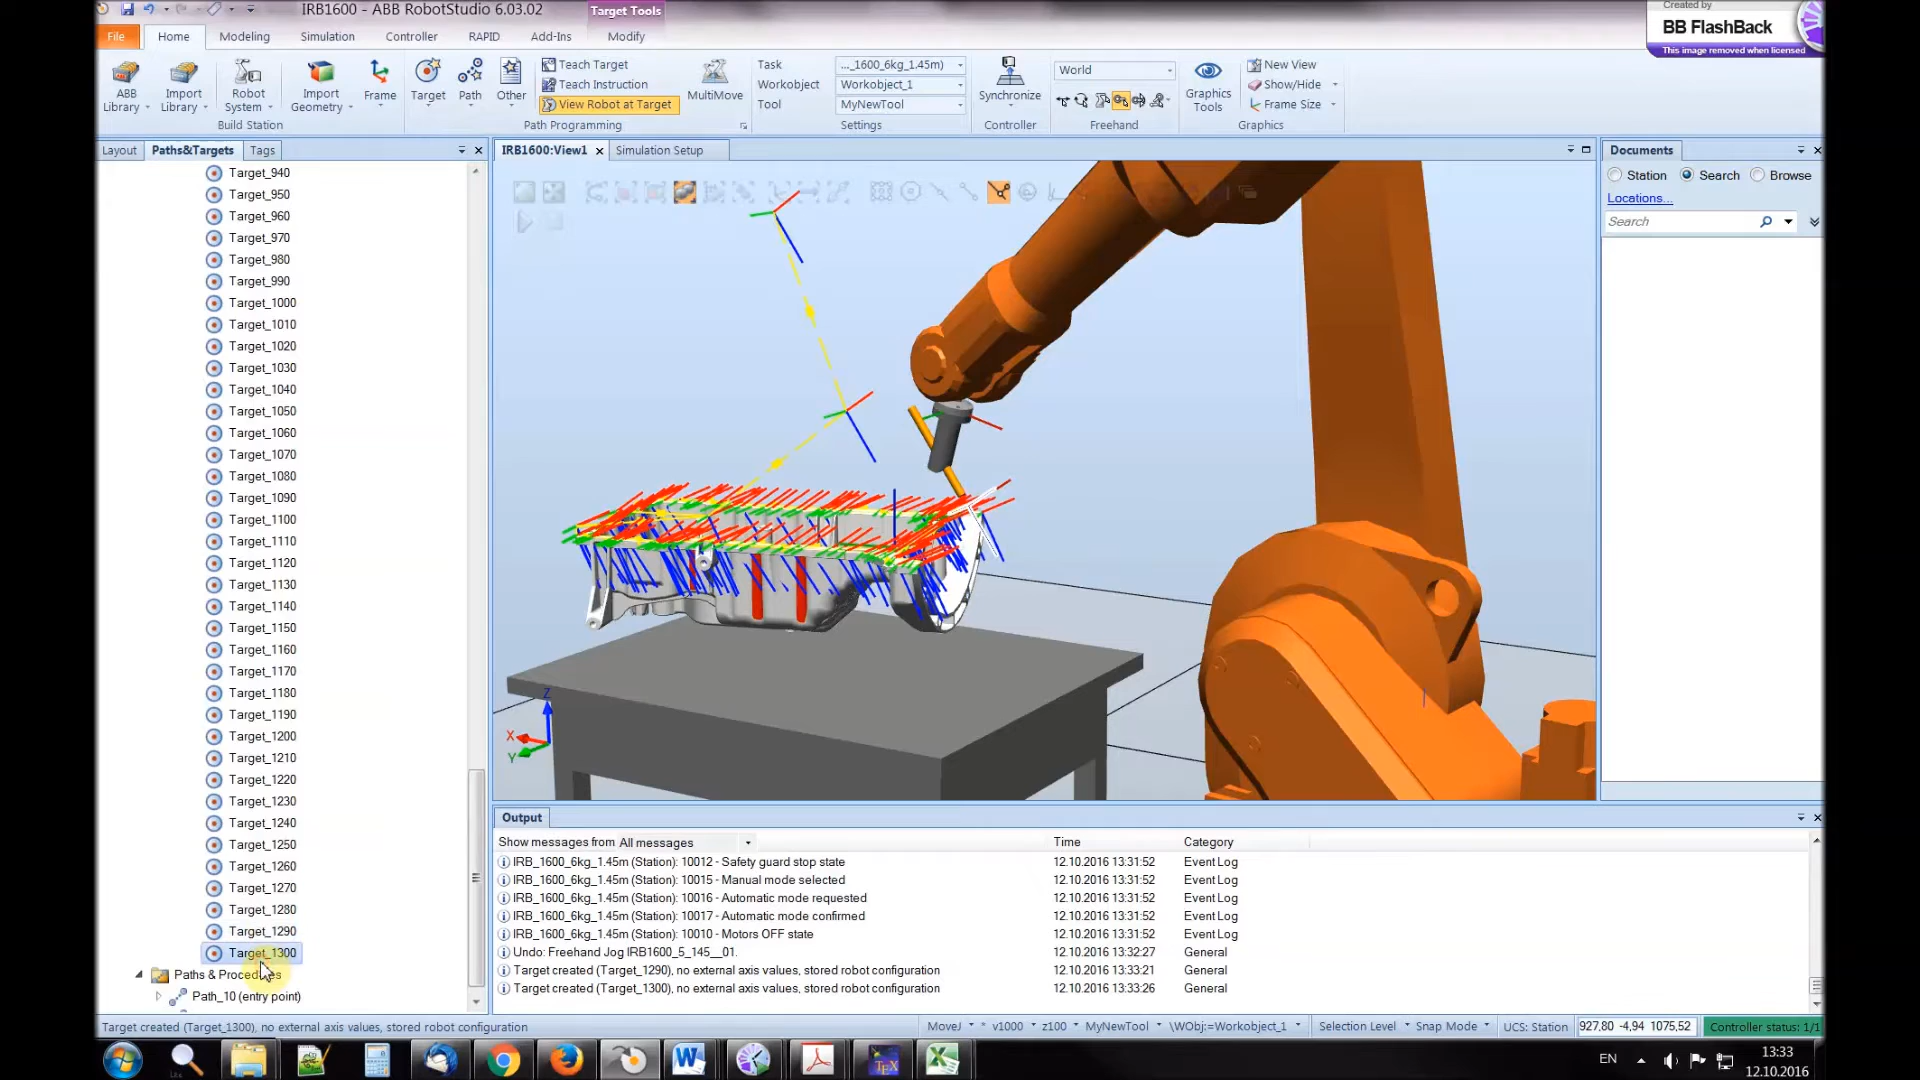 IRB1600 - ABB RobotStudio 6.03.02
Target Tools
Created by
BB FlashBack
This image removed when licensed
File
Home
Modeling
Simulation
Controller
RAPID
Add-Ins
Modify
ABB Library
Import Library
Robot System
Import Geometry
Frame
Build Station
Target
Path
Other
Teach Target
Teach Instruction
View Robot at Target
MultiMove
Path Programming
Task
..._1600_6kg_1.45m)
Workobject
Workobject_1
Tool
MyNewTool
Settings
Synchronize
Controller
World
Freehand
Graphics Tools
New View
Show/Hide
Frame Size
Graphics
Layout
Paths&Targets
Tags
IRB1600:View1
Simulation Setup
Documents
Station
Search
Browse
Locations...
Search
Target_940
Target_950
Target_960
Target_970
Target_980
Target_990
Target_1000
Target_1010
Target_1020
Target_1030
Target_1040
Target_1050
Target_1060
Target_1070
Target_1080
Target_1090
Target_1100
Target_1110
Target_1120
Target_1130
Target_1140
Target_1150
Target_1160
Target_1170
Target_1180
Target_1190
Target_1200
Target_1210
Target_1220
Target_1230
Target_1240
Target_1250
Target_1260
Target_1270
Target_1280
Target_1290
Target_1300
Paths & Procedures
Path_10 (entry point)
Z
X
Y
Output
Show messages from All messages
Time
Category
IRB_1600_6kg_1.45m (Station): 10012 - Safety guard stop state 12.10.2016 13:31:52 Event Log
IRB_1600_6kg_1.45m (Station): 10015 - Manual mode selected 12.10.2016 13:31:52 Event Log
IRB_1600_6kg_1.45m (Station): 10016 - Automatic mode requested 12.10.2016 13:31:52 Event Log
IRB_1600_6kg_1.45m (Station): 10017 - Automatic mode confirmed 12.10.2016 13:31:52 Event Log
IRB_1600_6kg_1.45m (Station): 10010 - Motors OFF state 12.10.2016 13:31:52 Event Log
Undo: Freehand Jog IRB1600_5_145__01. 12.10.2016 13:32:27 General
Target created (Target_1290), no external axis values, stored robot configuration 12.10.2016 13:33:21 General
Target created (Target_1300), no external axis values, stored robot configuration 12.10.2016 13:33:26 General
Target created (Target_1300), no external axis values, stored robot configuration
MoveJ * v1000 z100 MyNewTool \WObj:=Workobject_1
Selection Level
Snap Mode
UCS: Station
927,80 -4,94 1075,52
Controller status: 1/1
EN
13:33
12.10.2016